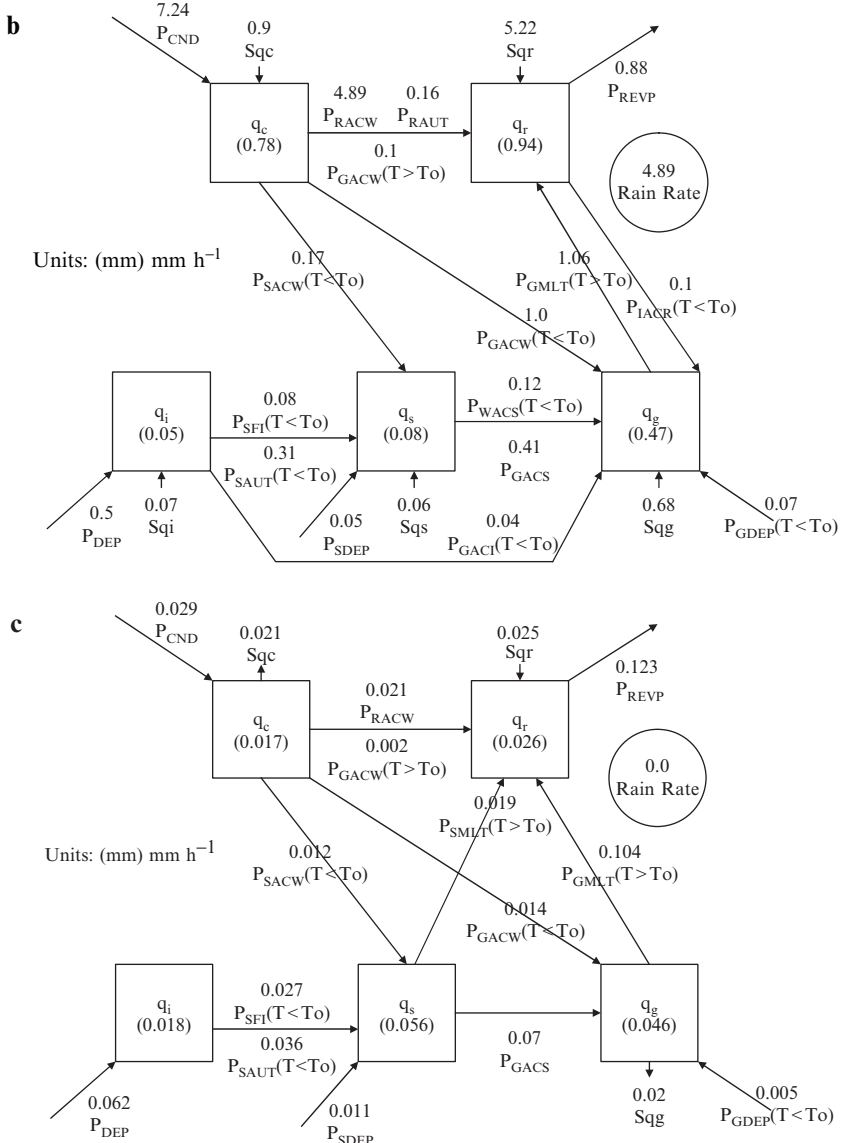 b
7.24
P_CND
0.9
Sqc
5.22
Sqr
0.88
P_REVP
q_c
(0.78)
4.89 0.16
P_RACW P_RAUT
0.1
P_GACW(T>To)
q_r
(0.94)
4.89
Rain Rate
Units: (mm) mm h⁻¹
0.17
P_SACW(T<To)
1.06
P_GMLT(T>To)
0.1
P_IACR(T<To)
1.0
P_GACW(T<To)
q_i
(0.05)
0.08
P_SFI(T<To)
0.31
P_SAUT(T<To)
q_s
(0.08)
0.12
P_WACS(T<To)
0.41
P_GACS
q_g
(0.47)
0.5
P_DEP
0.07
Sqi
0.05
P_SDEP
0.06
Sqs
0.04
P_GACI(T<To)
0.68
Sqg
0.07
P_GDEP(T<To)
c
0.029
P_CND
0.021
Sqc
0.025
Sqr
0.123
P_REVP
q_c
(0.017)
0.021
P_RACW
0.002
P_GACW(T>To)
q_r
(0.026)
0.0
Rain Rate
Units: (mm) mm h⁻¹
0.012
P_SACW(T<To)
0.019
P_SMLT(T>To)
0.104
P_GMLT(T>To)
0.014
P_GACW(T<To)
q_i
(0.018)
0.027
P_SFI(T<To)
0.036
P_SAUT(T<To)
q_s
(0.056)
0.07
P_GACS
q_g
(0.046)
0.062
P_DEP
0.011
P_SDEP
0.02
Sqg
0.005
P_GDEP(T<To)